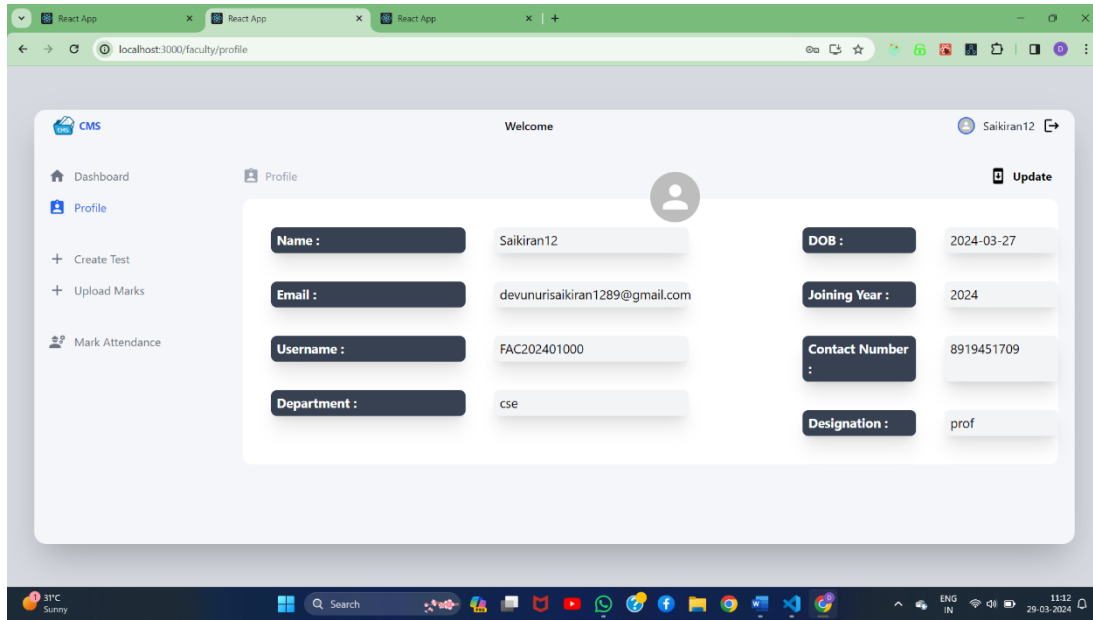 React App
React App
React App
localhost:3000/faculty/profile
D
CMS
CMS
Welcome
Saikiran12
Dashboard
Profile
Update
Profile
Name :
Saikiran12
DOB :
2024-03-27
Create Test
Upload Marks
Email :
devunurisaikiran1289@gmail.com
Joining Year :
2024
Mark Attendance
Username :
FAC202401000
Contact Number
:
8919451709
Department :
cse
Designation :
prof
1
31°C
Sunny
Search
ENG
IN
11:12
29-03-2024